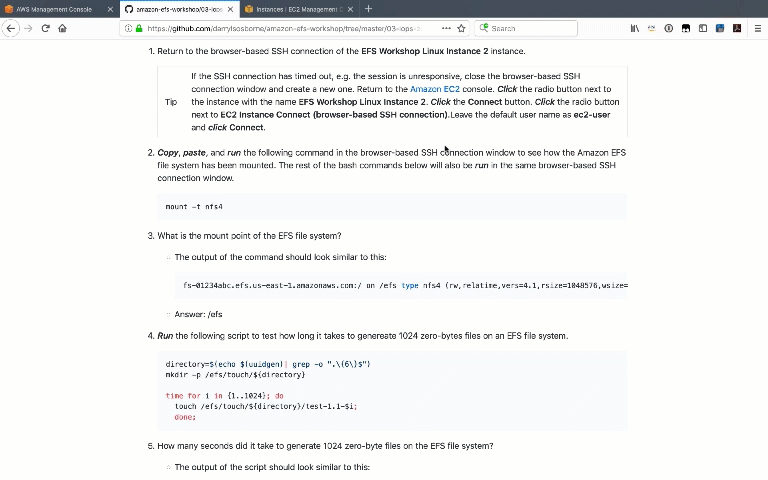 AWS Management Console
amazon-efs-workshop/03-iops-
Instances | EC2 Management C
https://github.com/darrylsosborne/amazon-efs-workshop/tree/master/03-iops-
Search
1. Return to the browser-based SSH connection of the EFS Workshop Linux Instance 2 instance.
Tip
If the SSH connection has timed out, e.g. the session is unresponsive, close the browser-based SSH
connection window and create a new one. Return to the Amazon EC2 console. Click the radio button next to
the instance with the name EFS Workshop Linux Instance 2. Click the Connect button. Click the radio button
next to EC2 Instance Connect (browser-based SSH connection).Leave the default user name as ec2-user
and click Connect.
2. Copy, paste, and run the following command in the browser-based SSH connection window to see how the Amazon EFS
file system has been mounted. The rest of the bash commands below will also be run in the same browser-based SSH
connection window.
mount -t nfs4
3. What is the mount point of the EFS file system?
The output of the command should look similar to this:
fs-01234abc.efs.us-east-1.amazonaws.com:/ on /efs type nfs4 (rw,relatime,vers=4.1,rsize=1048576,wsize=
Answer: /efs
4. Run the following script to test how long it takes to genereate 1024 zero-bytes files on an EFS file system.
directory=$(echo $(uuidgen)| grep -o ".\{6\}$")
mkdir -p /efs/touch/${directory}
time for i in {1..1024}; do
touch /efs/touch/${directory}/test-1.1-$i;
done;
5. How many seconds did it take to generate 1024 zero-byte files on the EFS file system?
The output of the script should look similar to this: